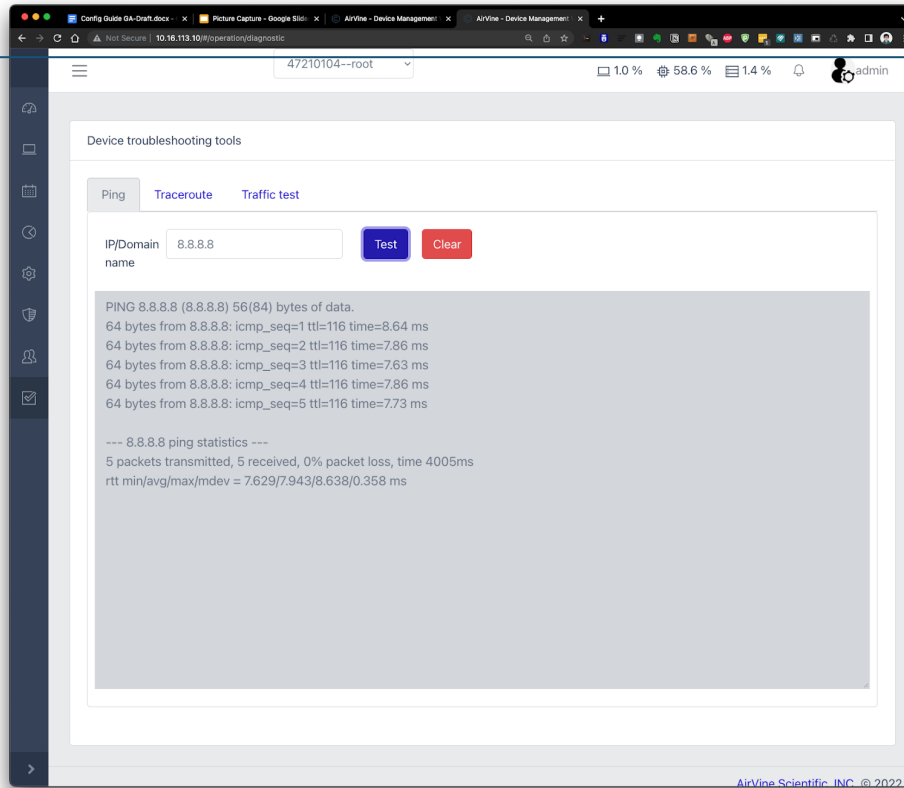 Config Guide GA-Draft.docx -
Picture Capture - Google Slide
AirVine - Device Management
AirVine - Device Management
Not Secure | 10.16.113.10/#/operation/diagnostic
47210104--root
1.0 %
58.6 %
1.4 %
admin
Device troubleshooting tools
Ping
Traceroute
Traffic test
IP/Domain name
8.8.8.8
Test
Clear
PING 8.8.8.8 (8.8.8.8) 56(84) bytes of data.
64 bytes from 8.8.8.8: icmp_seq=1 ttl=116 time=8.64 ms
64 bytes from 8.8.8.8: icmp_seq=2 ttl=116 time=7.86 ms
64 bytes from 8.8.8.8: icmp_seq=3 ttl=116 time=7.63 ms
64 bytes from 8.8.8.8: icmp_seq=4 ttl=116 time=7.86 ms
64 bytes from 8.8.8.8: icmp_seq=5 ttl=116 time=7.73 ms
--- 8.8.8.8 ping statistics ---
5 packets transmitted, 5 received, 0% packet loss, time 4005ms
rtt min/avg/max/mdev = 7.629/7.943/8.638/0.358 ms
AirVine Scientific, INC. © 2022